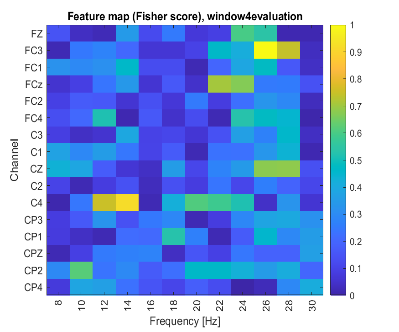 Feature map (Fisher score), window4evaluation
FZ
FC3
FC1
FCz
FC2
FC4
C3
C1
CZ
C2
C4
CP3
CP1
CPZ
CP2
CP4
Channel
8 10 12 14 16 18 20 22 24 26 28 30
Frequency [Hz]
1
0.9
0.8
0.7
0.6
0.5
0.4
0.3
0.2
0.1
0